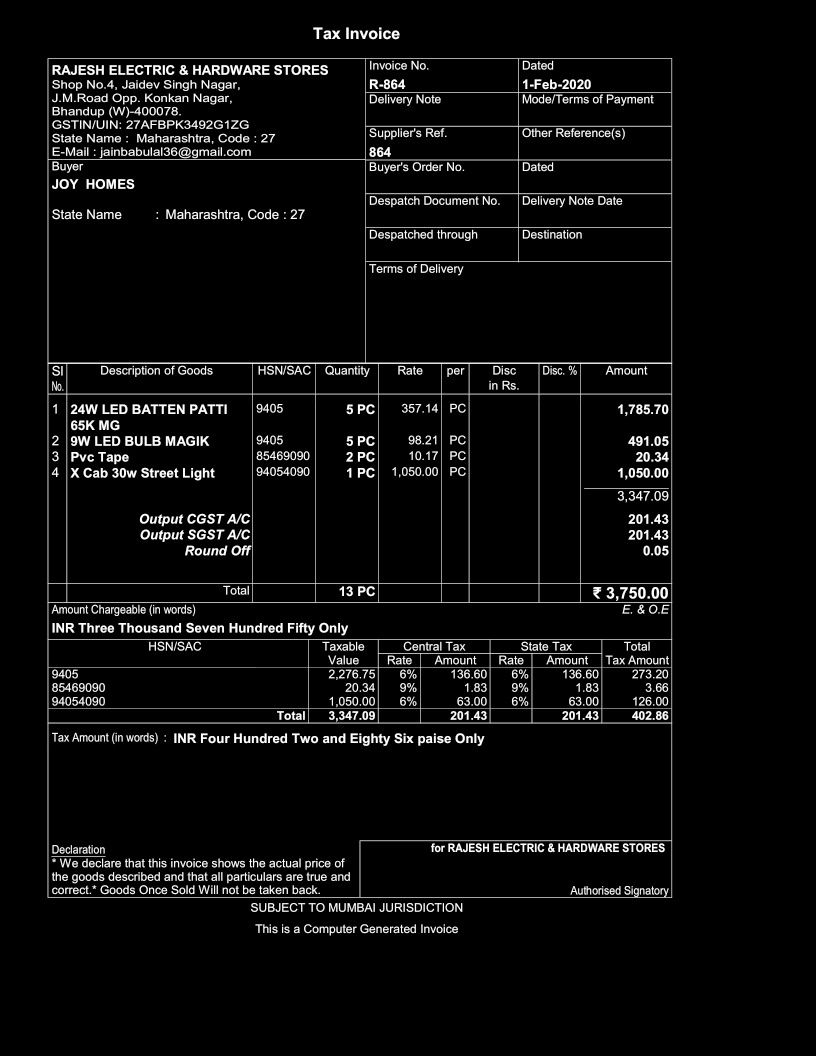 Tax Invoice
RAJESH ELECTRIC & HARDWARE STORES
Shop No.4, Jaidev Singh Nagar,
J.M.Road Opp. Konkan Nagar,
Bhandup (W)-400078.
GSTIN/UIN: 27AFBPK3492G1ZG
State Name : Maharashtra, Code : 27
E-Mail : jainbabulal36@gmail.com
Invoice No.
R-864
Dated
1-Feb-2020
Delivery Note
Mode/Terms of Payment
Supplier's Ref.
864
Other Reference(s)
Buyer
JOY HOMES
State Name : Maharashtra, Code : 27
Buyer's Order No.
Dated
Despatch Document No.
Delivery Note Date
Despatched through
Destination
Terms of Delivery
Sl No. Description of Goods HSN/SAC Quantity Rate per Disc in Rs. Disc. % Amount
1 24W LED BATTEN PATTI 9405 5 PC 357.14 PC 1,785.70
65K MG
2 9W LED BULB MAGIK 9405 5 PC 98.21 PC 491.05
3 Pvc Tape 85469090 2 PC 10.17 PC 20.34
4 X Cab 30w Street Light 94054090 1 PC 1,050.00 PC 1,050.00
3,347.09
Output CGST A/C 201.43
Output SGST A/C 201.43
Round Off 0.05
Total 13 PC ₹ 3,750.00
Amount Chargeable (in words) E. & O.E
INR Three Thousand Seven Hundred Fifty Only
HSN/SAC Taxable Central Tax State Tax Total
Value Rate Amount Rate Amount Tax Amount
9405 2,276.75 6% 136.60 6% 136.60 273.20
85469090 20.34 9% 1.83 9% 1.83 3.66
94054090 1,050.00 6% 63.00 6% 63.00 126.00
Total 3,347.09 201.43 201.43 402.86
Tax Amount (in words) : INR Four Hundred Two and Eighty Six paise Only
Declaration
* We declare that this invoice shows the actual price of
the goods described and that all particulars are true and
correct.* Goods Once Sold Will not be taken back.
for RAJESH ELECTRIC & HARDWARE STORES
Authorised Signatory
SUBJECT TO MUMBAI JURISDICTION
This is a Computer Generated Invoice